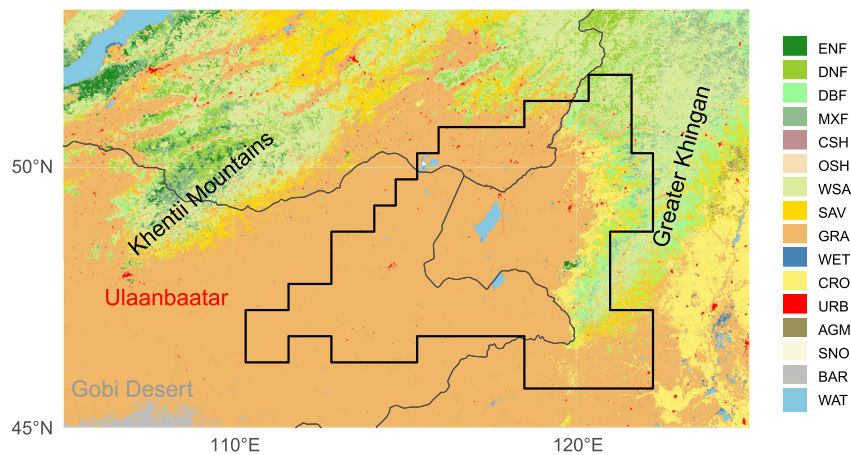 Khentii Mountains
Greater Khingan
Ulaanbaatar
Gobi Desert
50°N
45°N
110°E
120°E
ENF
DNF
DBF
MXF
CSH
OSH
WSA
SAV
GRA
WET
CRO
URB
AGM
SNO
BAR
WAT